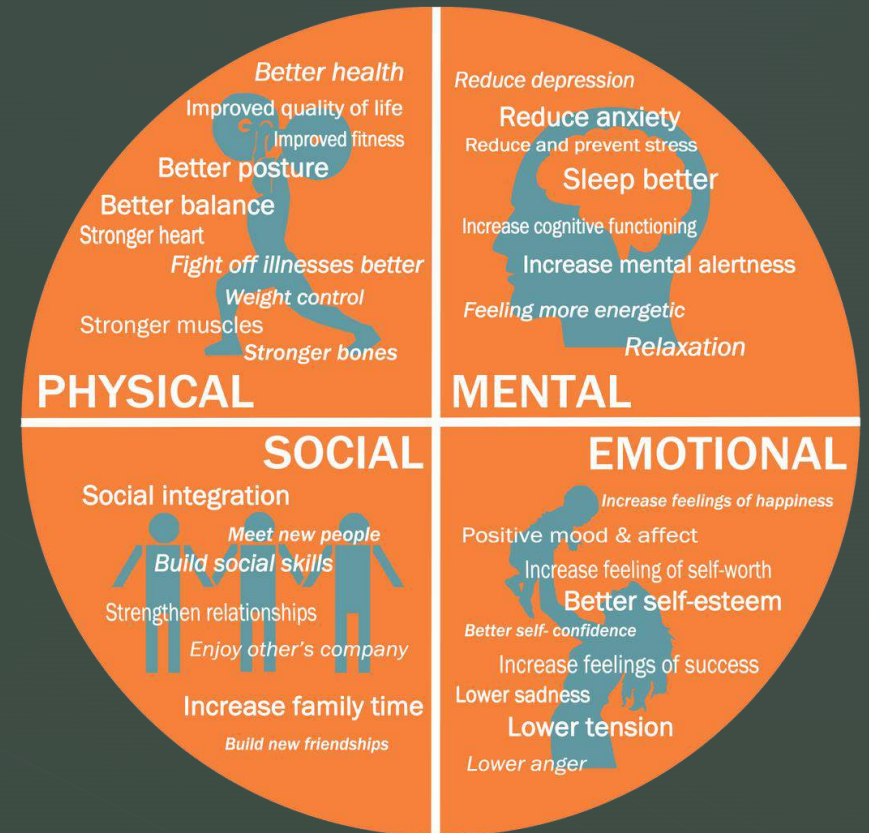 Better health
Improved quality of life
Improved fitness
Better posture
Better balance
Stronger heart
Fight off illnesses better
Weight control
Stronger muscles
Stronger bones
PHYSICAL
Reduce depression
Reduce anxiety
Reduce and prevent stress
Sleep better
Increase cognitive functioning
Increase mental alertness
Feeling more energetic
Relaxation
MENTAL
SOCIAL
Social integration
Meet new people
Build social skills
Strengthen relationships
Enjoy other's company
Increase family time
Build new friendships
EMOTIONAL
Increase feelings of happiness
Positive mood & affect
Increase feeling of self-worth
Better self-esteem
Better self- confidence
Increase feelings of success
Lower sadness
Lower tension
Lower anger